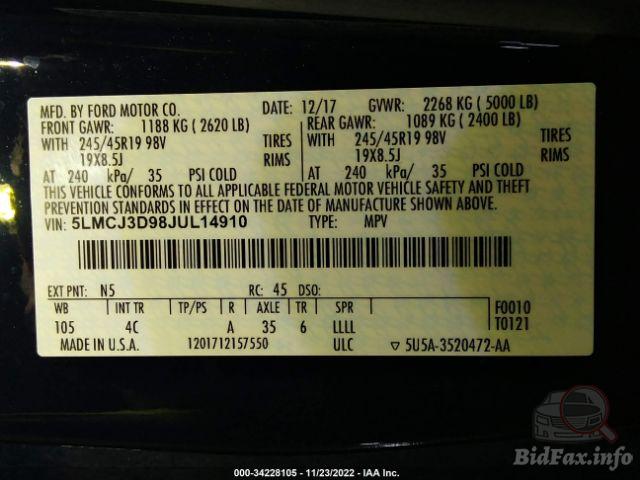 MFD. BY FORD MOTOR CO. DATE: 12/17 GVWR: 2268 KG ( 5000 LB)
FRONT GAWR: 1188 KG ( 2620 LB) REAR GAWR: 1089 KG ( 2400 LB)
WITH 245/45R19 98V TIRES WITH 245/45R19 98V TIRES
19X8.5J RIMS 19X8.5J RIMS
AT 240 kPa/ 35 PSI COLD AT 240 kPa/ 35 PSI COLD
THIS VEHICLE CONFORMS TO ALL APPLICABLE FEDERAL MOTOR VEHICLE SAFETY AND THEFT
PREVENTION STANDARDS IN EFFECT ON THE DATE OF MANUFACTURE SHOWN ABOVE.
VIN: 5LMCJ3D98JUL14910 TYPE: MPV
EXT PNT: N5 RC: 45 DSO:
WB INT TR TP/PS R AXLE TR SPR F0010
105 4C A 35 6 LLLL T0121
MADE IN U.S.A. 1201712157550 ULC ▽ 5U5A-3520472-AA
BidFax.info
000-34228105 - 11/23/2022 - IAA Inc.